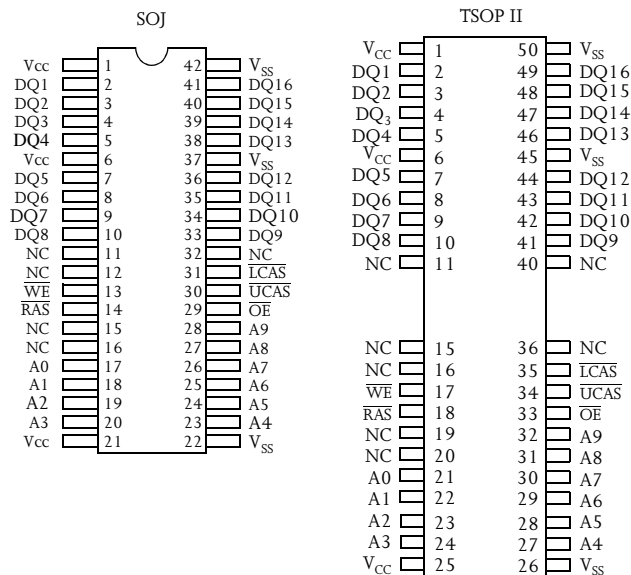 SOJ
Vcc 1 42 VSS
DQ1 2 41 DQ16
DQ2 3 40 DQ15
DQ3 4 39 DQ14
DQ4 5 38 DQ13
Vcc 6 37 VSS
DQ5 7 36 DQ12
DQ6 8 35 DQ11
DQ7 9 34 DQ10
DQ8 10 33 DQ9
NC 11 32 NC
NC 12 31 LCAS
WE 13 30 UCAS
RAS 14 29 OE
NC 15 28 A9
NC 16 27 A8
A0 17 26 A7
A1 18 25 A6
A2 19 24 A5
A3 20 23 A4
Vcc 21 22 VSS
TSOP II
VCC 1 50 VSS
DQ1 2 49 DQ16
DQ2 3 48 DQ15
DQ3 4 47 DQ14
DQ4 5 46 DQ13
VCC 6 45 VSS
DQ5 7 44 DQ12
DQ6 8 43 DQ11
DQ7 9 42 DQ10
DQ8 10 41 DQ9
NC 11 40 NC
NC 15 36 NC
NC 16 35 LCAS
WE 17 34 UCAS
RAS 18 33 OE
NC 19 32 A9
NC 20 31 A8
A0 21 30 A7
A1 22 29 A6
A2 23 28 A5
A3 24 27 A4
VCC 25 26 VSS